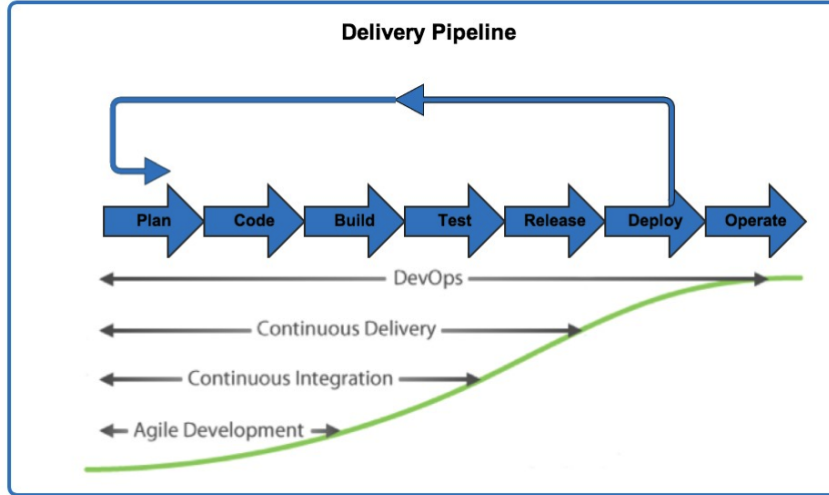 Delivery Pipeline
Plan Code Build Test Release Deploy Operate
DevOps
Continuous Delivery
Continuous Integration
Agile Development